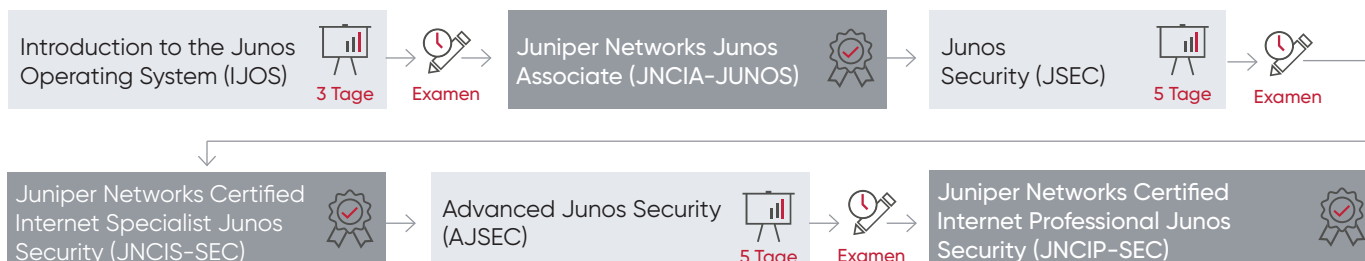 Introduction to the Junos
Operating System (IJOS)
3 Tage
Examen
Juniper Networks Junos
Associate (JNCIA-JUNOS)
Junos
Security (JSEC)
5 Tage
Examen
Juniper Networks Certified
Internet Specialist Junos
Security (JNCIS-SEC)
Advanced Junos Security
(AJSEC)
5 Tage
Examen
Juniper Networks Certified
Internet Professional Junos
Security (JNCIP-SEC)